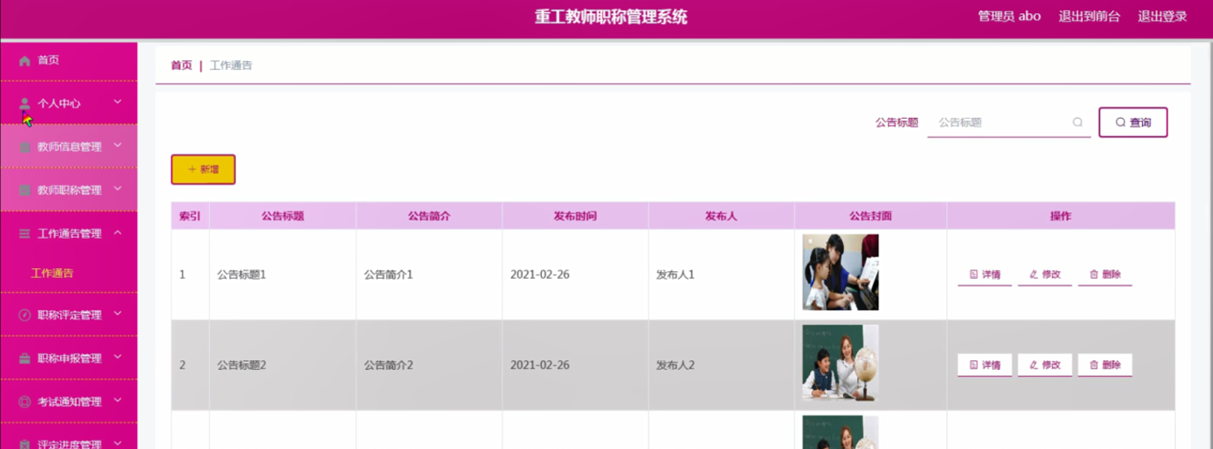 重工教师职称管理系统
管理员 abo 退出到前台 退出登录
首页
个人中心
教师信息管理
教师职称管理
工作通告管理
工作通告
职称评定管理
职称申报管理
考试通知管理
评定进度管理
首页 | 工作通告
公告标题 公告标题 查询
+ 新增
索引 公告标题 公告简介 发布时间 发布人 公告封面 操作
1 公告标题1 公告简介1 2021-02-26 发布人1 详情 修改 删除
2 公告标题2 公告简介2 2021-02-26 发布人2 详情 修改 删除